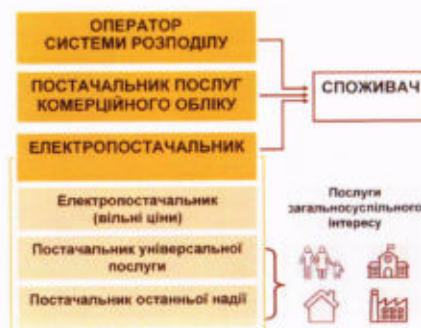 ОПЕРАТОР
СИСТЕМИ РОЗПОДІЛУ
ПОСТАЧАЛЬНИК ПОСЛУГ
КОМЕРЦІЙНОГО ОБЛІКУ
СПОЖИВАЧ
ЕЛЕКТРОПОСТАЧАЛЬНИК
Електропостачальник
(вільні ціни)
Постачальник універсальної
послуги
Постачальник останньої надії
Послуги
загальносуспільного
інтересу